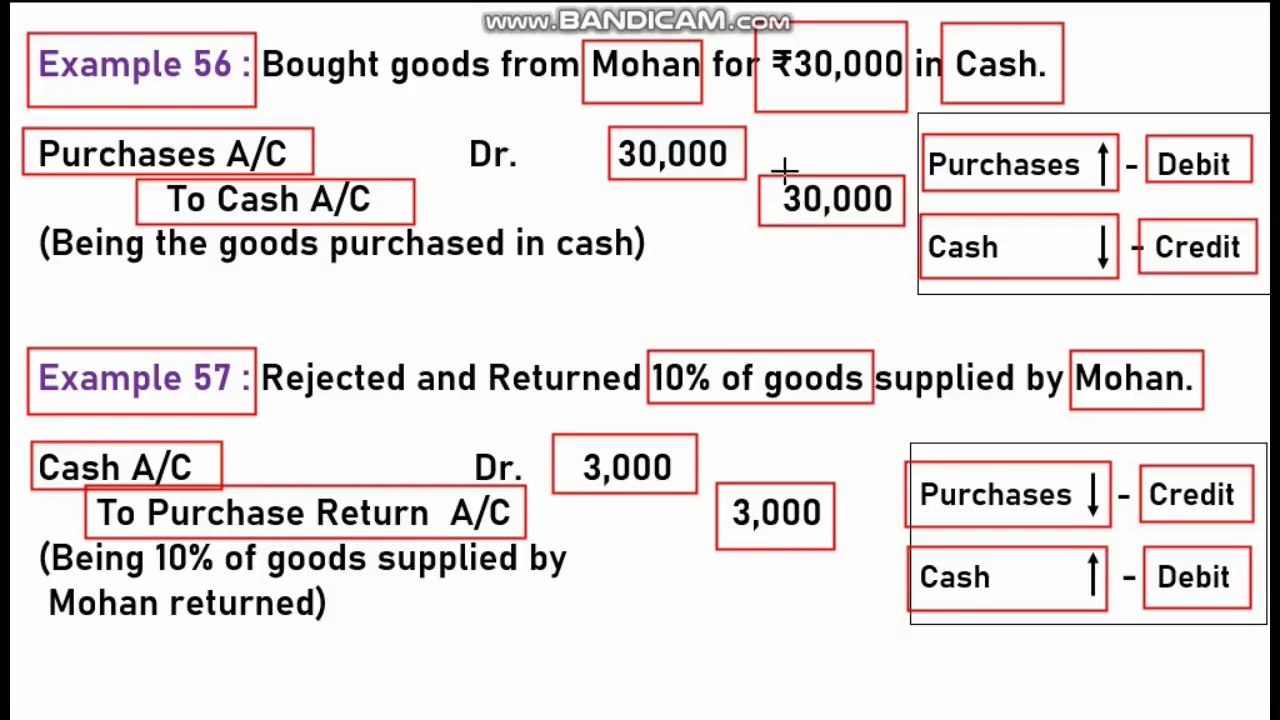 www.BANDICAM.com
Example 56 : Bought goods from Mohan for ₹30,000 in Cash.
Purchases A/C Dr. 30,000
To Cash A/C 30,000
(Being the goods purchased in cash)
Purchases ↑ - Debit
Cash ↓ - Credit
Example 57 : Rejected and Returned 10% of goods supplied by Mohan.
Cash A/C Dr. 3,000
To Purchase Return A/C 3,000
(Being 10% of goods supplied by
Mohan returned)
Purchases ↓ - Credit
Cash ↑ - Debit